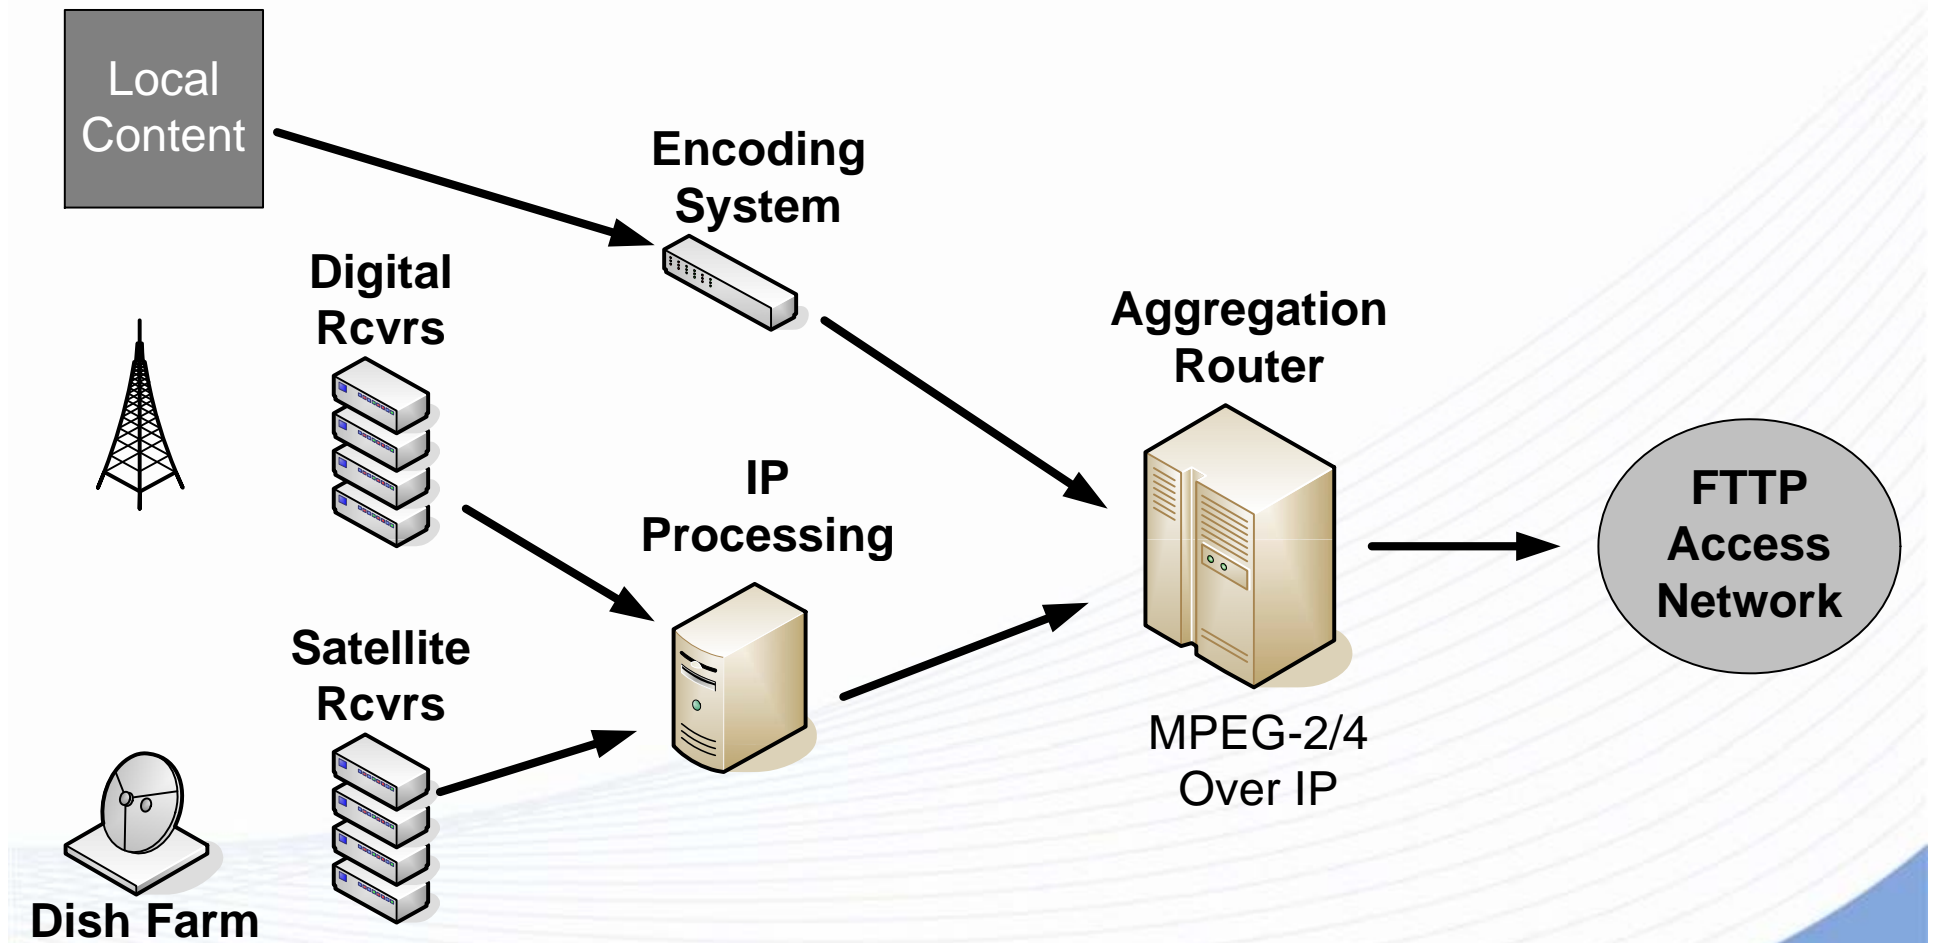 Local
Content
Encoding
System
Digital
Rcvrs
Aggregation
Router
IP
Processing
FTTP
Access
Network
Satellite
Rcvrs
MPEG-2/4
Over IP
Dish Farm